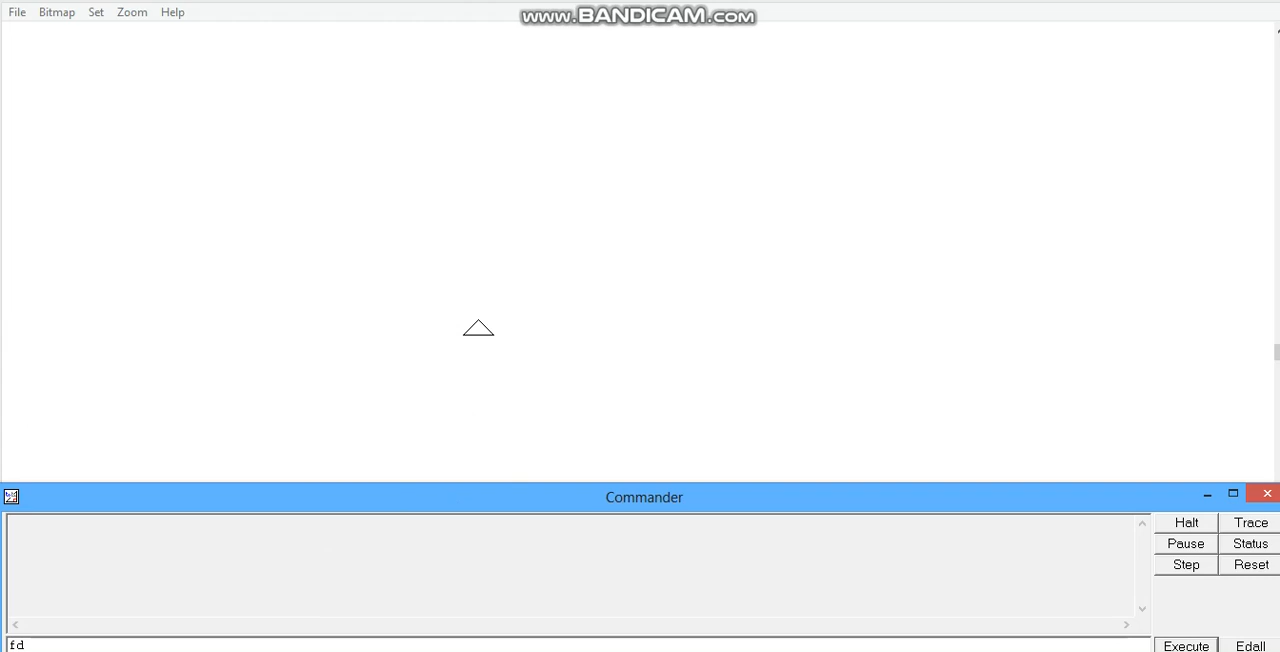 File Bitmap Set Zoom Help
www.BANDICAM.COM
Commander
Halt Trace
Pause Status
Step Reset
fd
Execute Edall